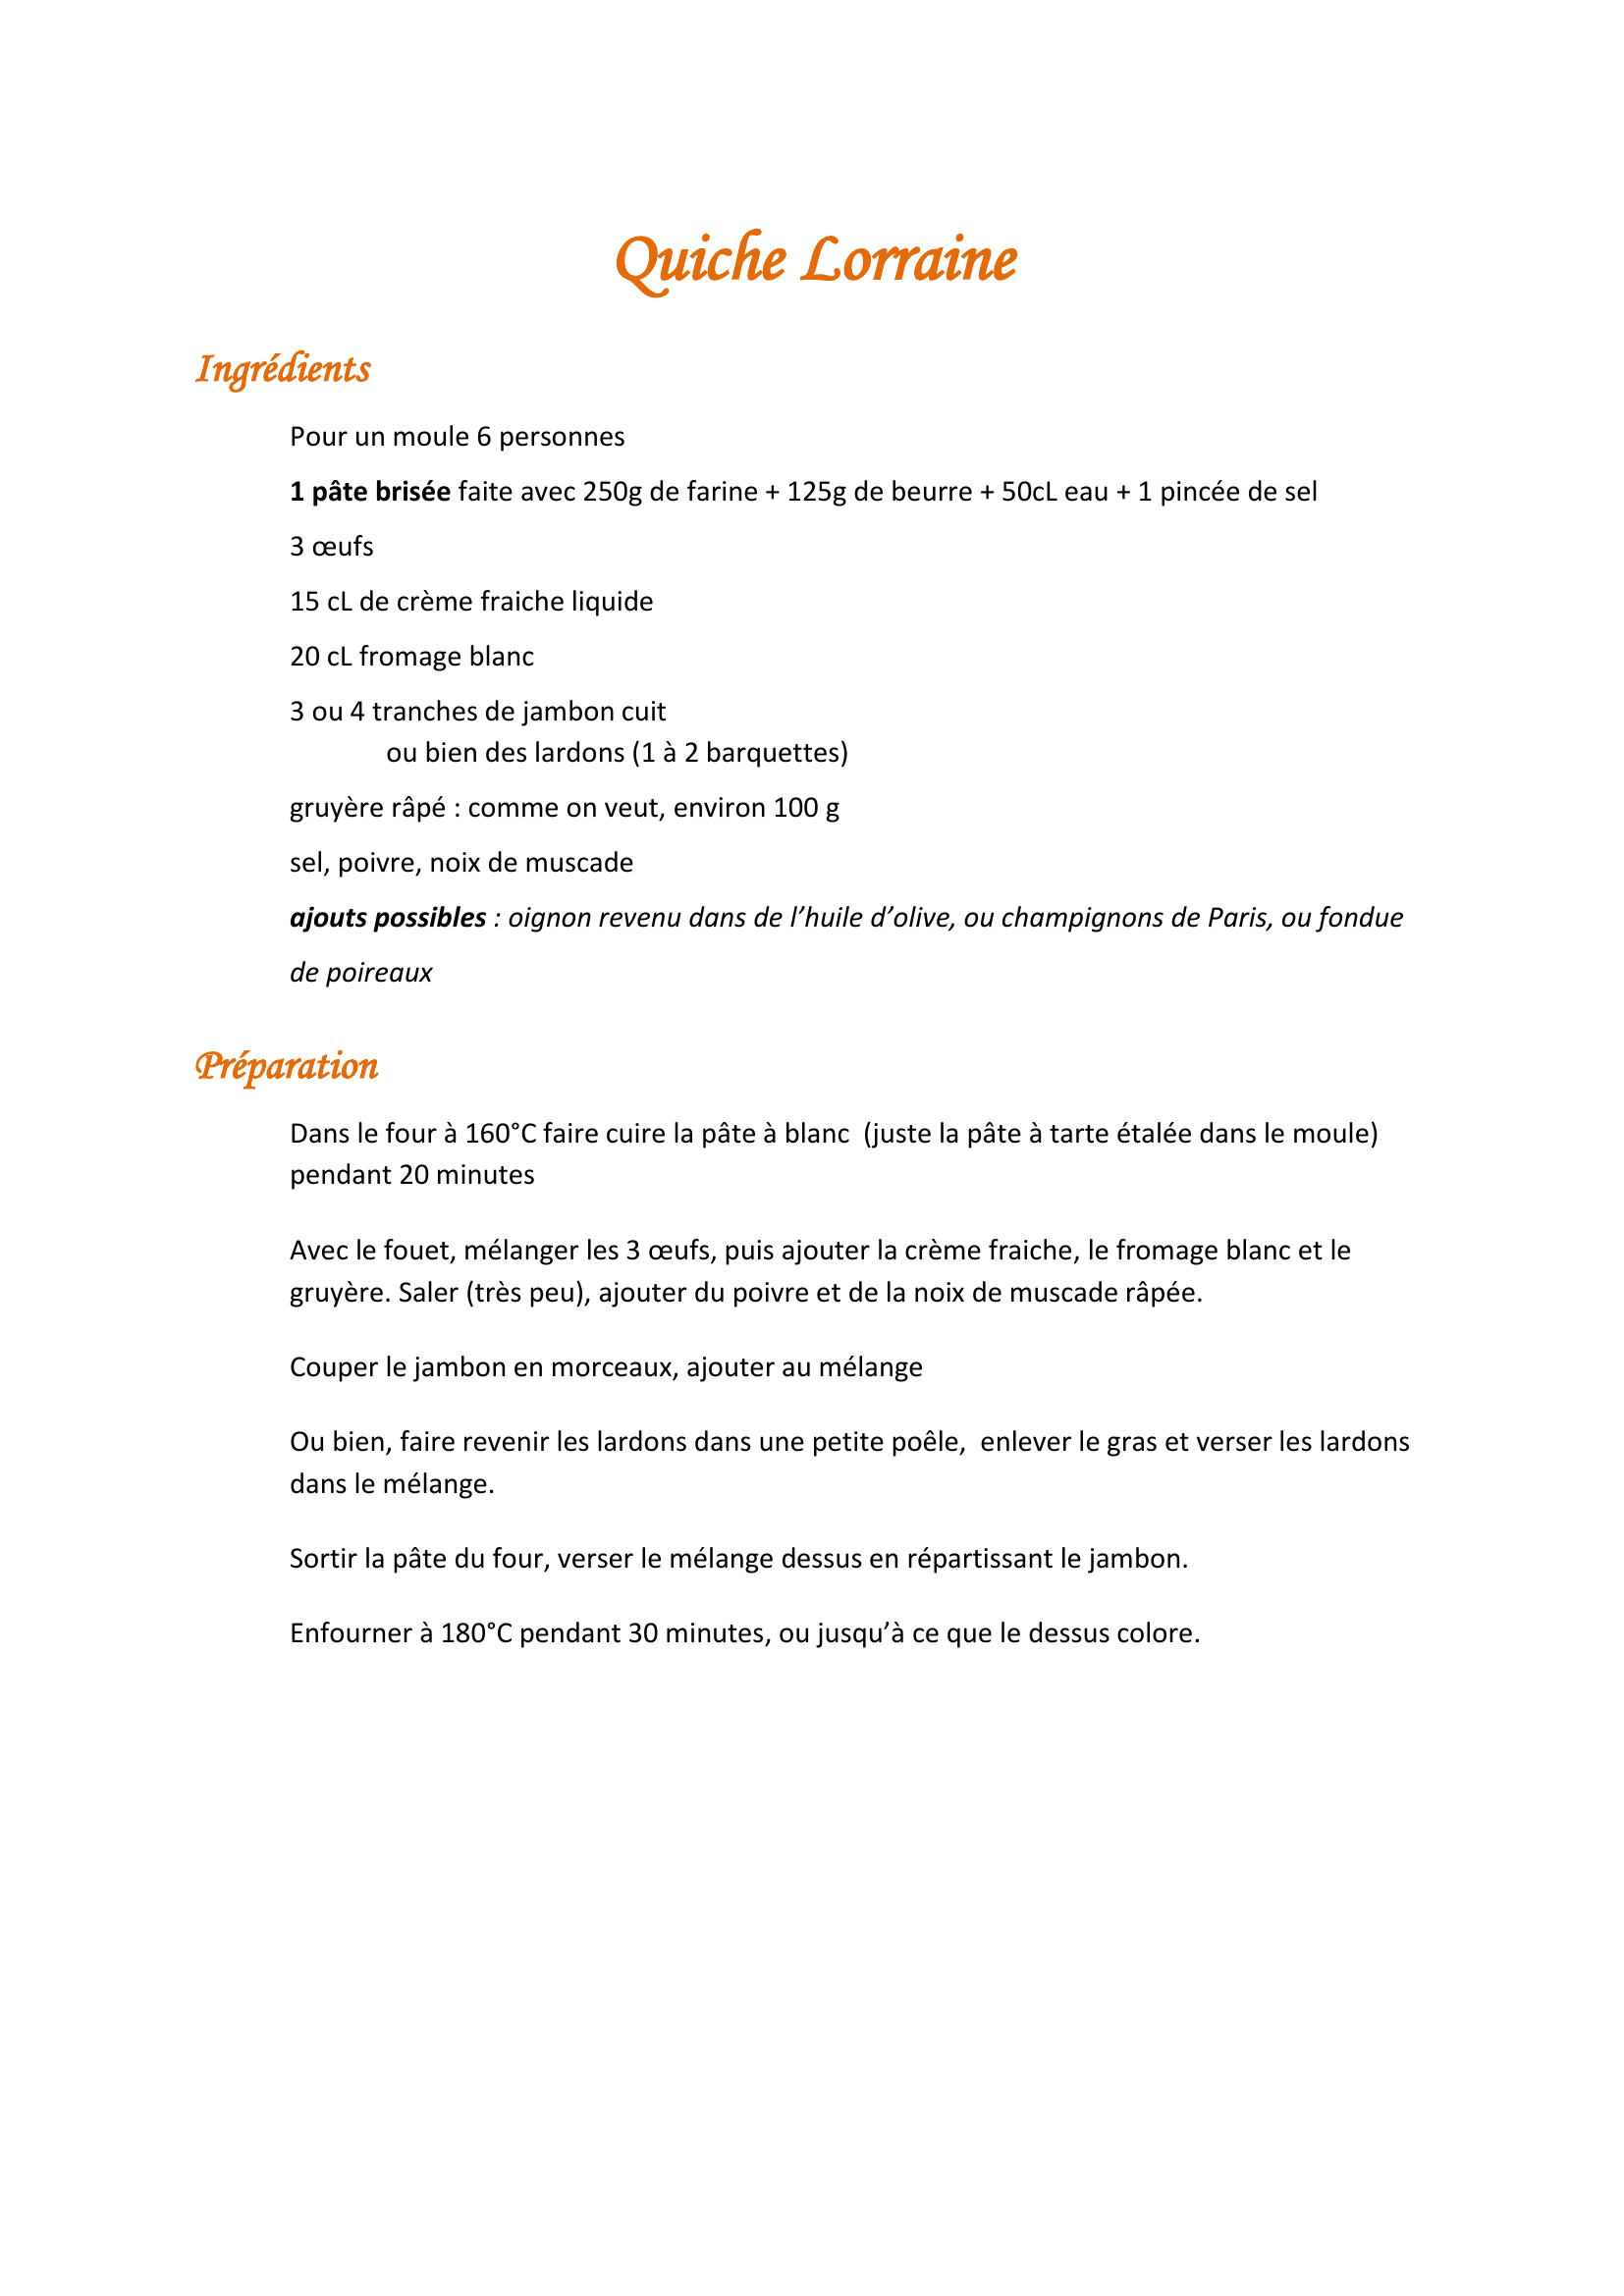 Quiche Lorraine
Ingrédients
Pour un moule 6 personnes
1 pâte brisée faite avec 250g de farine + 125g de beurre + 50cL eau + 1 pincée de sel
3 œufs
15 cL de crème fraiche liquide
20 cL fromage blanc
3 ou 4 tranches de jambon cuit
ou bien des lardons (1 à 2 barquettes)
gruyère râpé : comme on veut, environ 100 g
sel, poivre, noix de muscade
ajouts possibles : oignon revenu dans de l’huile d’olive, ou champignons de Paris, ou fondue
de poireaux
Préparation
Dans le four à 160°C faire cuire la pâte à blanc  (juste la pâte à tarte étalée dans le moule)
pendant 20 minutes
Avec le fouet, mélanger les 3 œufs, puis ajouter la crème fraiche, le fromage blanc et le
gruyère. Saler (très peu), ajouter du poivre et de la noix de muscade râpée.
Couper le jambon en morceaux, ajouter au mélange
Ou bien, faire revenir les lardons dans une petite poêle,  enlever le gras et verser les lardons
dans le mélange.
Sortir la pâte du four, verser le mélange dessus en répartissant le jambon.
Enfourner à 180°C pendant 30 minutes, ou jusqu’à ce que le dessus colore.